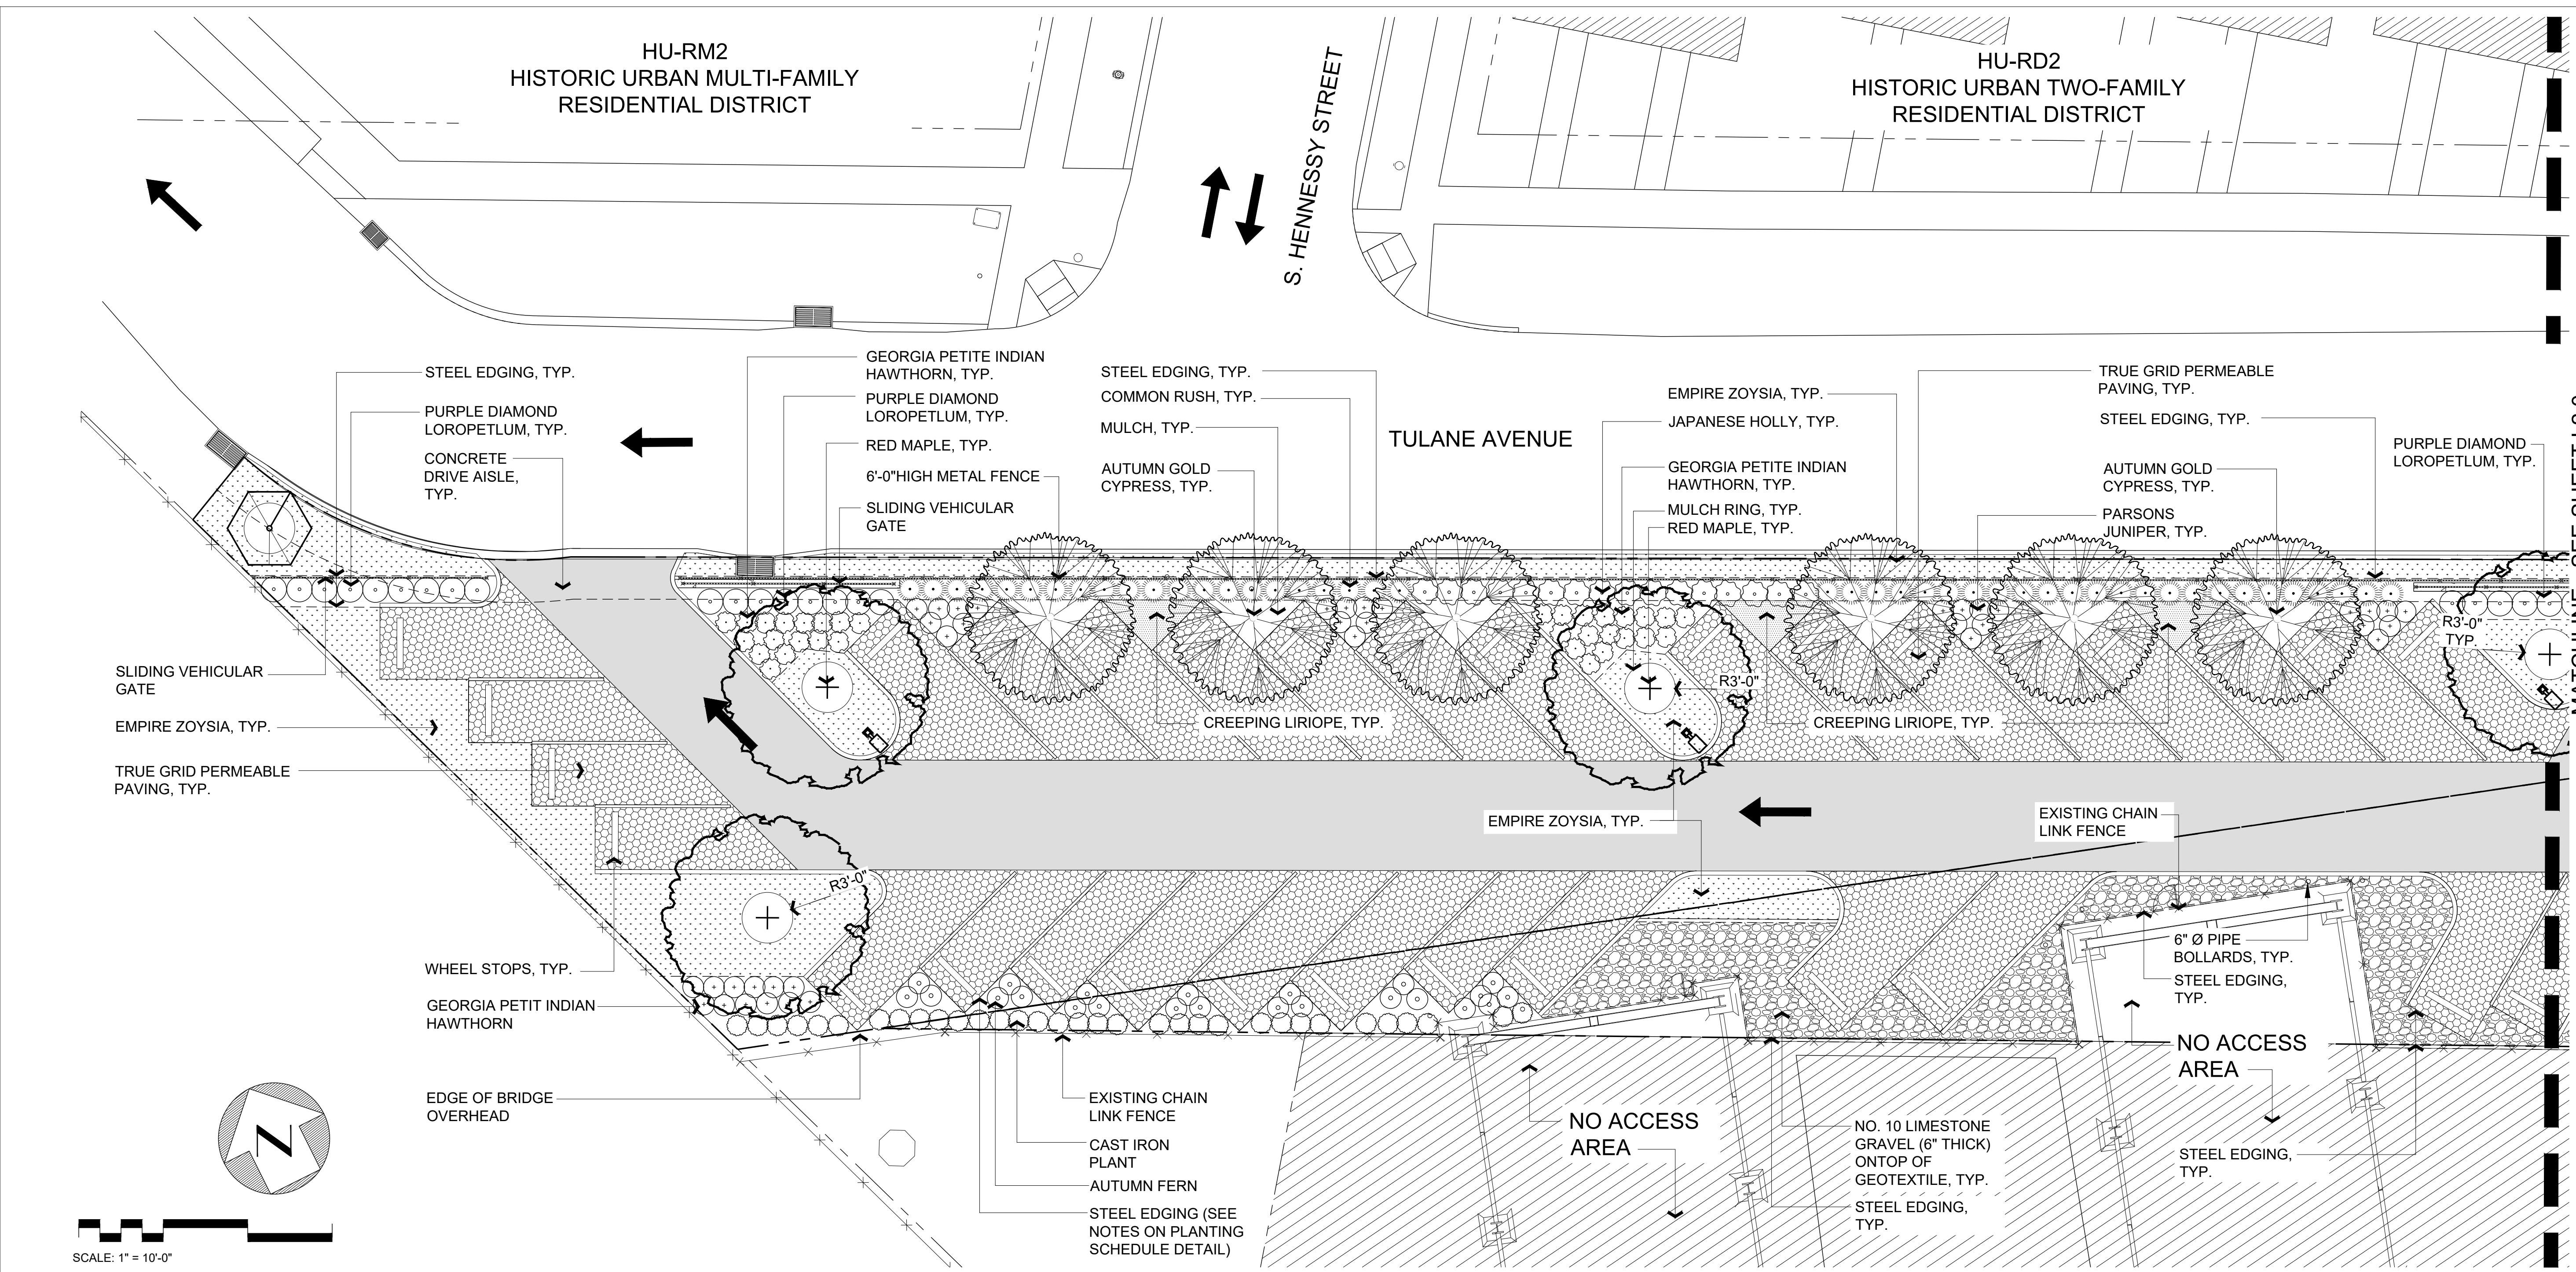 HU-RM2
HISTORIC URBAN MULTI-FAMILY
RESIDENTIAL DISTRICT
S. HENNESSY STREET
HU-RD2
HISTORIC URBAN TWO-FAMILY
RESIDENTIAL DISTRICT
STEEL EDGING, TYP.
PURPLE DIAMOND
LOROPETLUM, TYP.
CONCRETE
DRIVE AISLE,
TYP.
GEORGIA PETITE INDIAN
HAWTHORN, TYP.
PURPLE DIAMOND
LOROPETLUM, TYP.
RED MAPLE, TYP.
6'-0"HIGH METAL FENCE
SLIDING VEHICULAR
GATE
STEEL EDGING, TYP.
COMMON RUSH, TYP.
MULCH, TYP.
AUTUMN GOLD
CYPRESS, TYP.
TULANE AVENUE
EMPIRE ZOYSIA, TYP.
JAPANESE HOLLY, TYP.
GEORGIA PETITE INDIAN
HAWTHORN, TYP.
MULCH RING, TYP.
RED MAPLE, TYP.
TRUE GRID PERMEABLE
PAVING, TYP.
STEEL EDGING, TYP.
AUTUMN GOLD
CYPRESS, TYP.
PARSONS
JUNIPER, TYP.
PURPLE DIAMOND
LOROPETLUM, TYP.
R3'-0"
TYP.
SLIDING VEHICULAR
GATE
EMPIRE ZOYSIA, TYP.
TRUE GRID PERMEABLE
PAVING, TYP.
CREEPING LIRIOPE, TYP.
R3'-0"
CREEPING LIRIOPE, TYP.
EMPIRE ZOYSIA, TYP.
EXISTING CHAIN
LINK FENCE
R3'-0"
WHEEL STOPS, TYP.
GEORGIA PETIT INDIAN
HAWTHORN
6" Ø PIPE
BOLLARDS, TYP.
STEEL EDGING,
TYP.
NO ACCESS
AREA
EDGE OF BRIDGE
OVERHEAD
EXISTING CHAIN
LINK FENCE
CAST IRON
PLANT
AUTUMN FERN
STEEL EDGING (SEE
NOTES ON PLANTING
SCHEDULE DETAIL)
NO ACCESS
AREA
NO. 10 LIMESTONE
GRAVEL (6" THICK)
ONTOP OF
GEOTEXTILE, TYP.
STEEL EDGING,
TYP.
STEEL EDGING,
TYP.
N
SCALE: 1" = 10'-0"